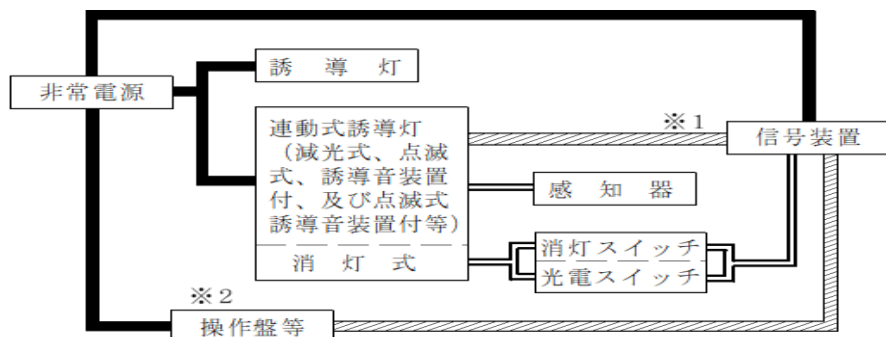 誘導灯
非常電源
連動式誘導灯
（減光式、点滅
式、誘導音装置
付、及び点滅式
誘導音装置付等）
※1
信号装置
感知器
消灯式
消灯スイッチ
光電スイッチ
※2
操作盤等